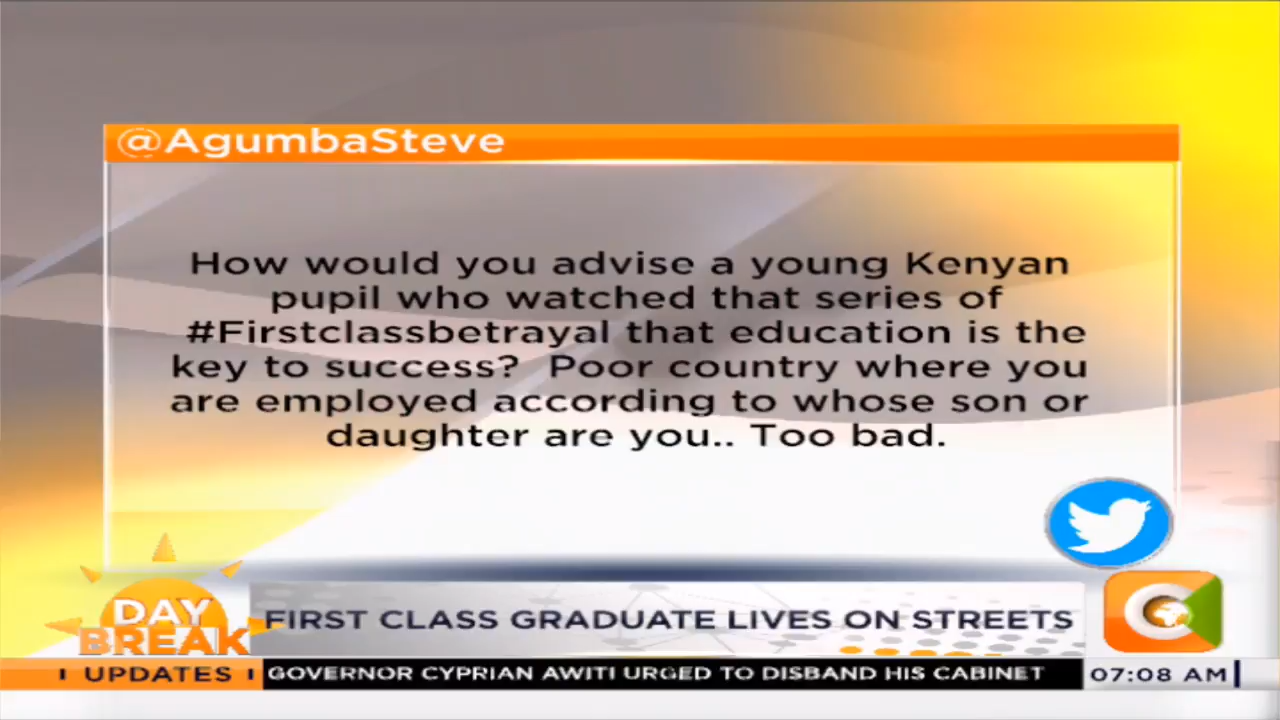 @AgumbaSteve
How would you advise a young Kenyan
pupil who watched that series of
#Firstclassbetrayal that education is the
key to success?  Poor country where you
are employed according to whose son or
daughter are you.. Too bad.
DAY
BREAK
FIRST CLASS GRADUATE LIVES ON STREETS
UPDATES
GOVERNOR CYPRIAN AWITI URGED TO DISBAND HIS CABINET
07:08 AM